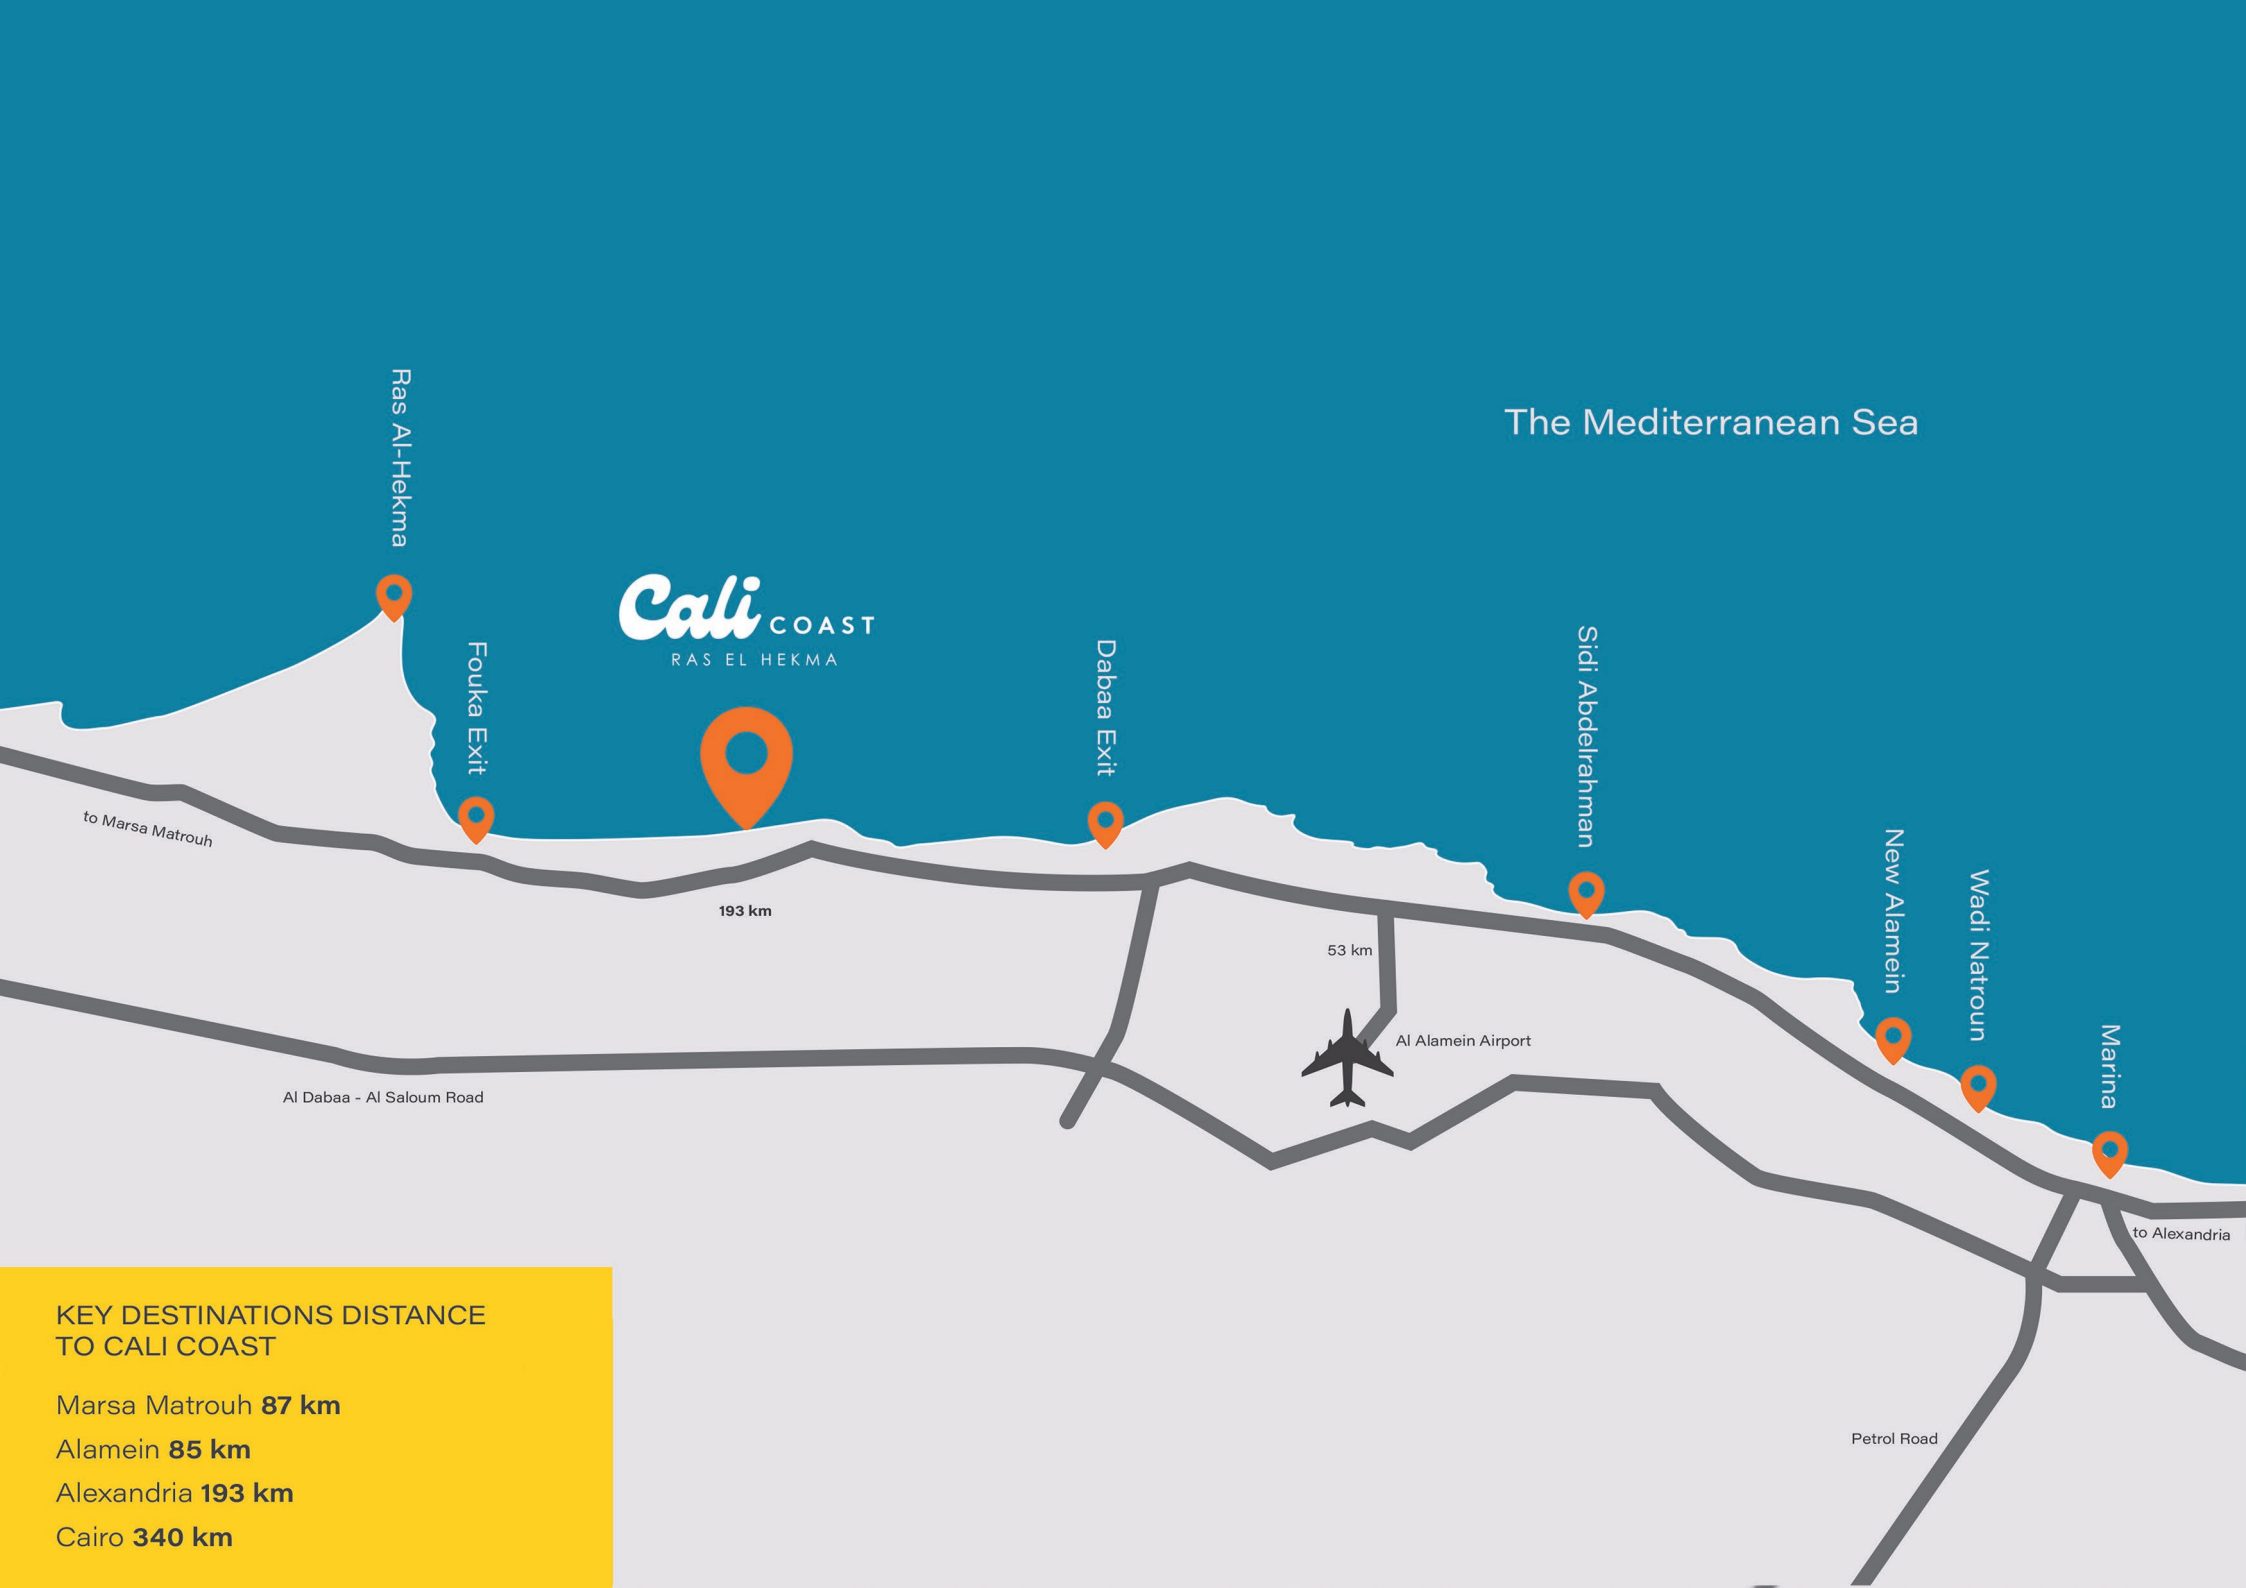 The Mediterranean Sea
Ras Al-Hekma
Fouka Exit
Cali COAST
RAS EL HEKMA
Dabaa Exit
Sidi Abdelrahman
New Alamein
Wadi Natroun
Marina
to Marsa Matrouh
193 km
53 km
Al Alamein Airport
Al Dabaa - Al Saloum Road
to Alexandria
Petrol Road
KEY DESTINATIONS DISTANCE
TO CALI COAST
Marsa Matrouh 87 km
Alamein 85 km
Alexandria 193 km
Cairo 340 km